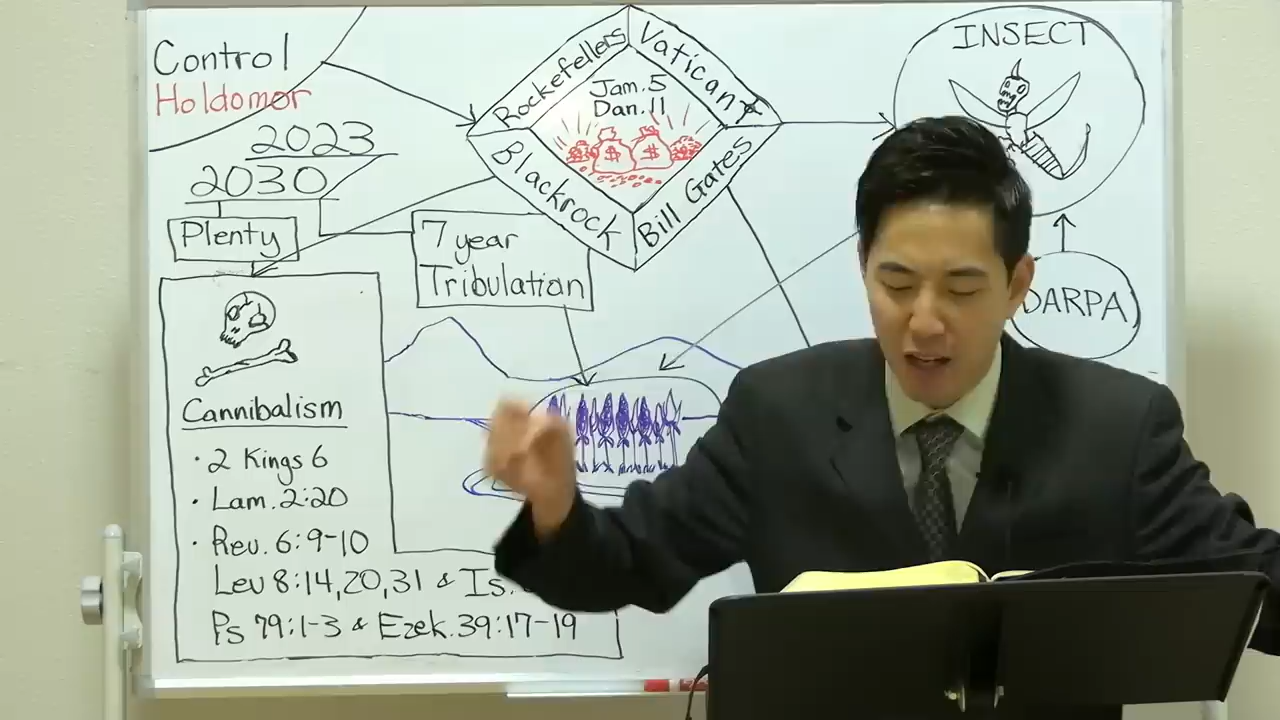 Control
Holdomor
2023
2030
Plenty
Rockefellers
Vatican
Jam. 5
Dan. 11
$ $
Blackrock
Bill Gates
7 year
Tribulation
INSECT
DARPA
Cannibalism
• 2 Kings 6
• Lam. 2:20
• Rev. 6:9-10
Lev 8:14,20,31 & Is.
Ps 79:1-3 & Ezek. 39:17-19